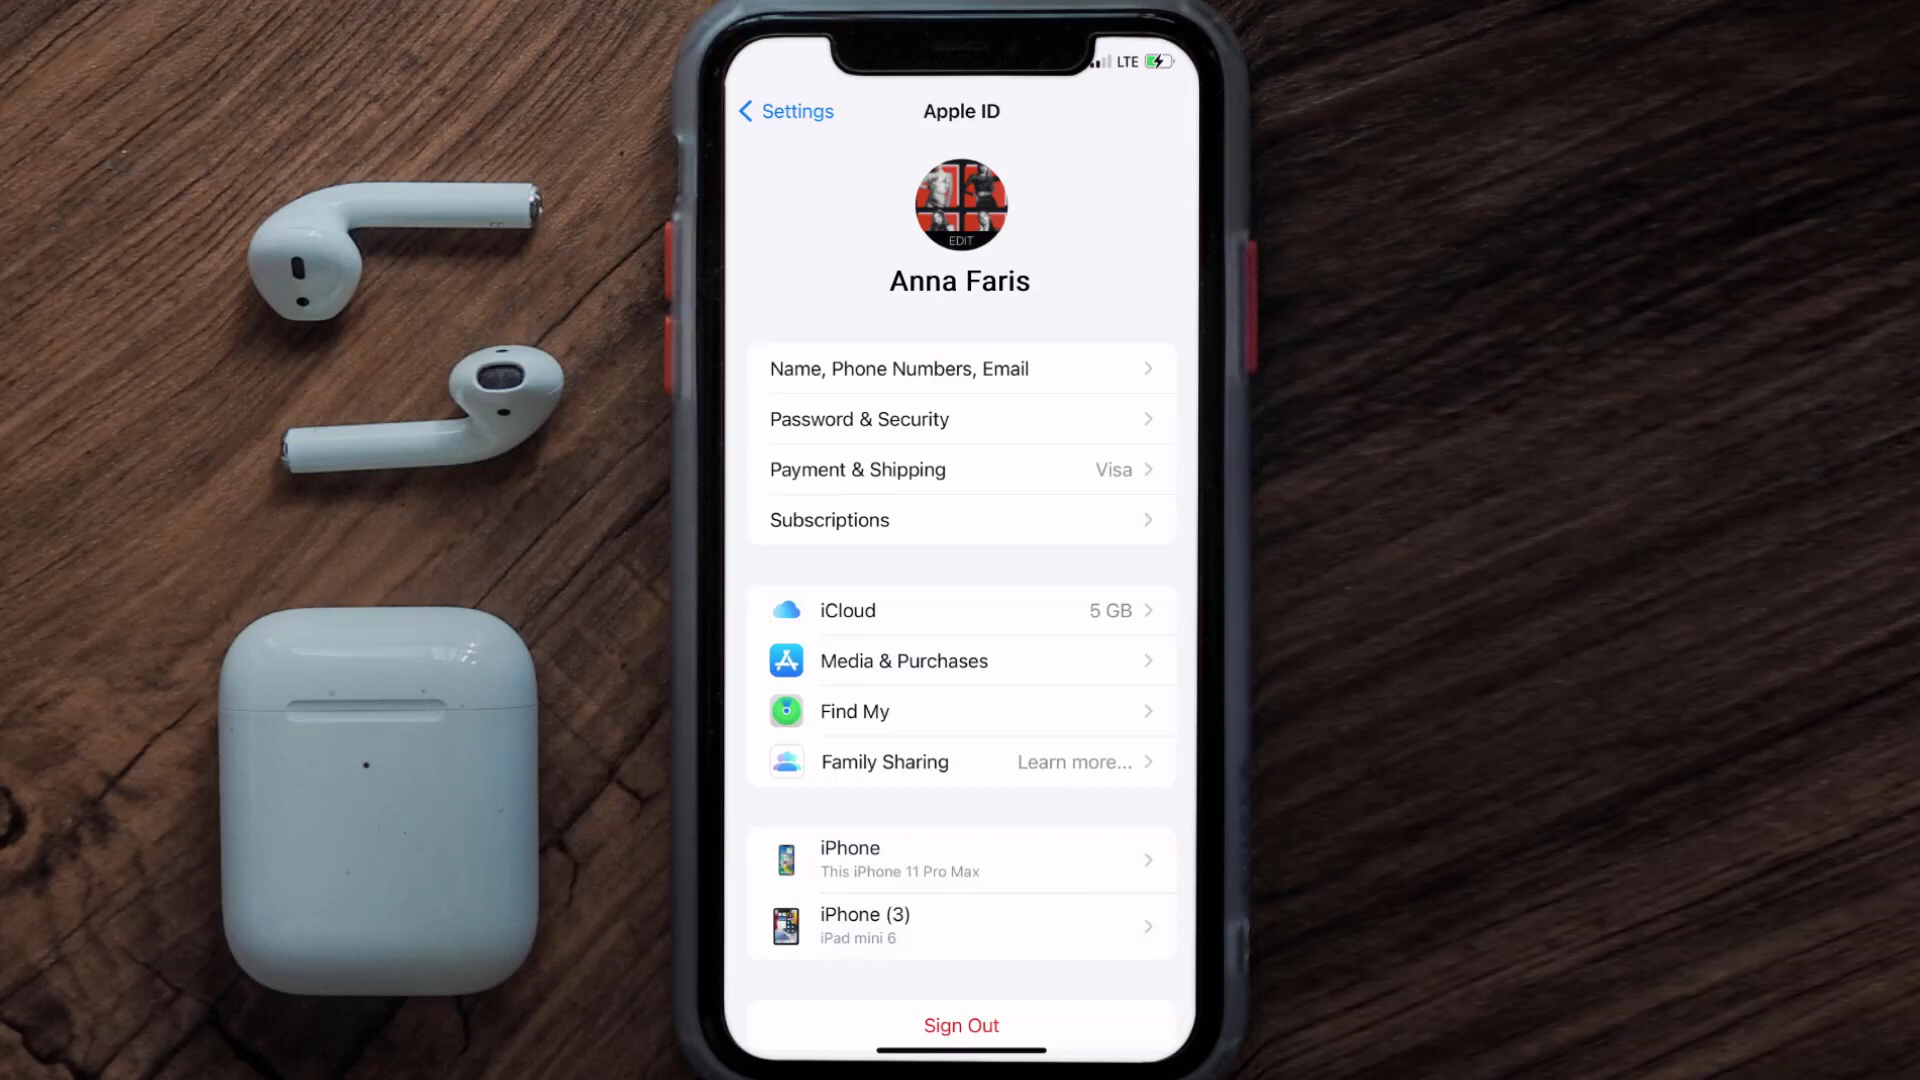 LTE
Settings
Apple ID
EDIT
Anna Faris
Name, Phone Numbers, Email
Password & Security
Payment & Shipping Visa
Subscriptions
iCloud 5 GB
Media & Purchases
Find My
Family Sharing Learn more...
iPhone
This iPhone 11 Pro Max
iPhone (3)
iPad mini 6
Sign Out